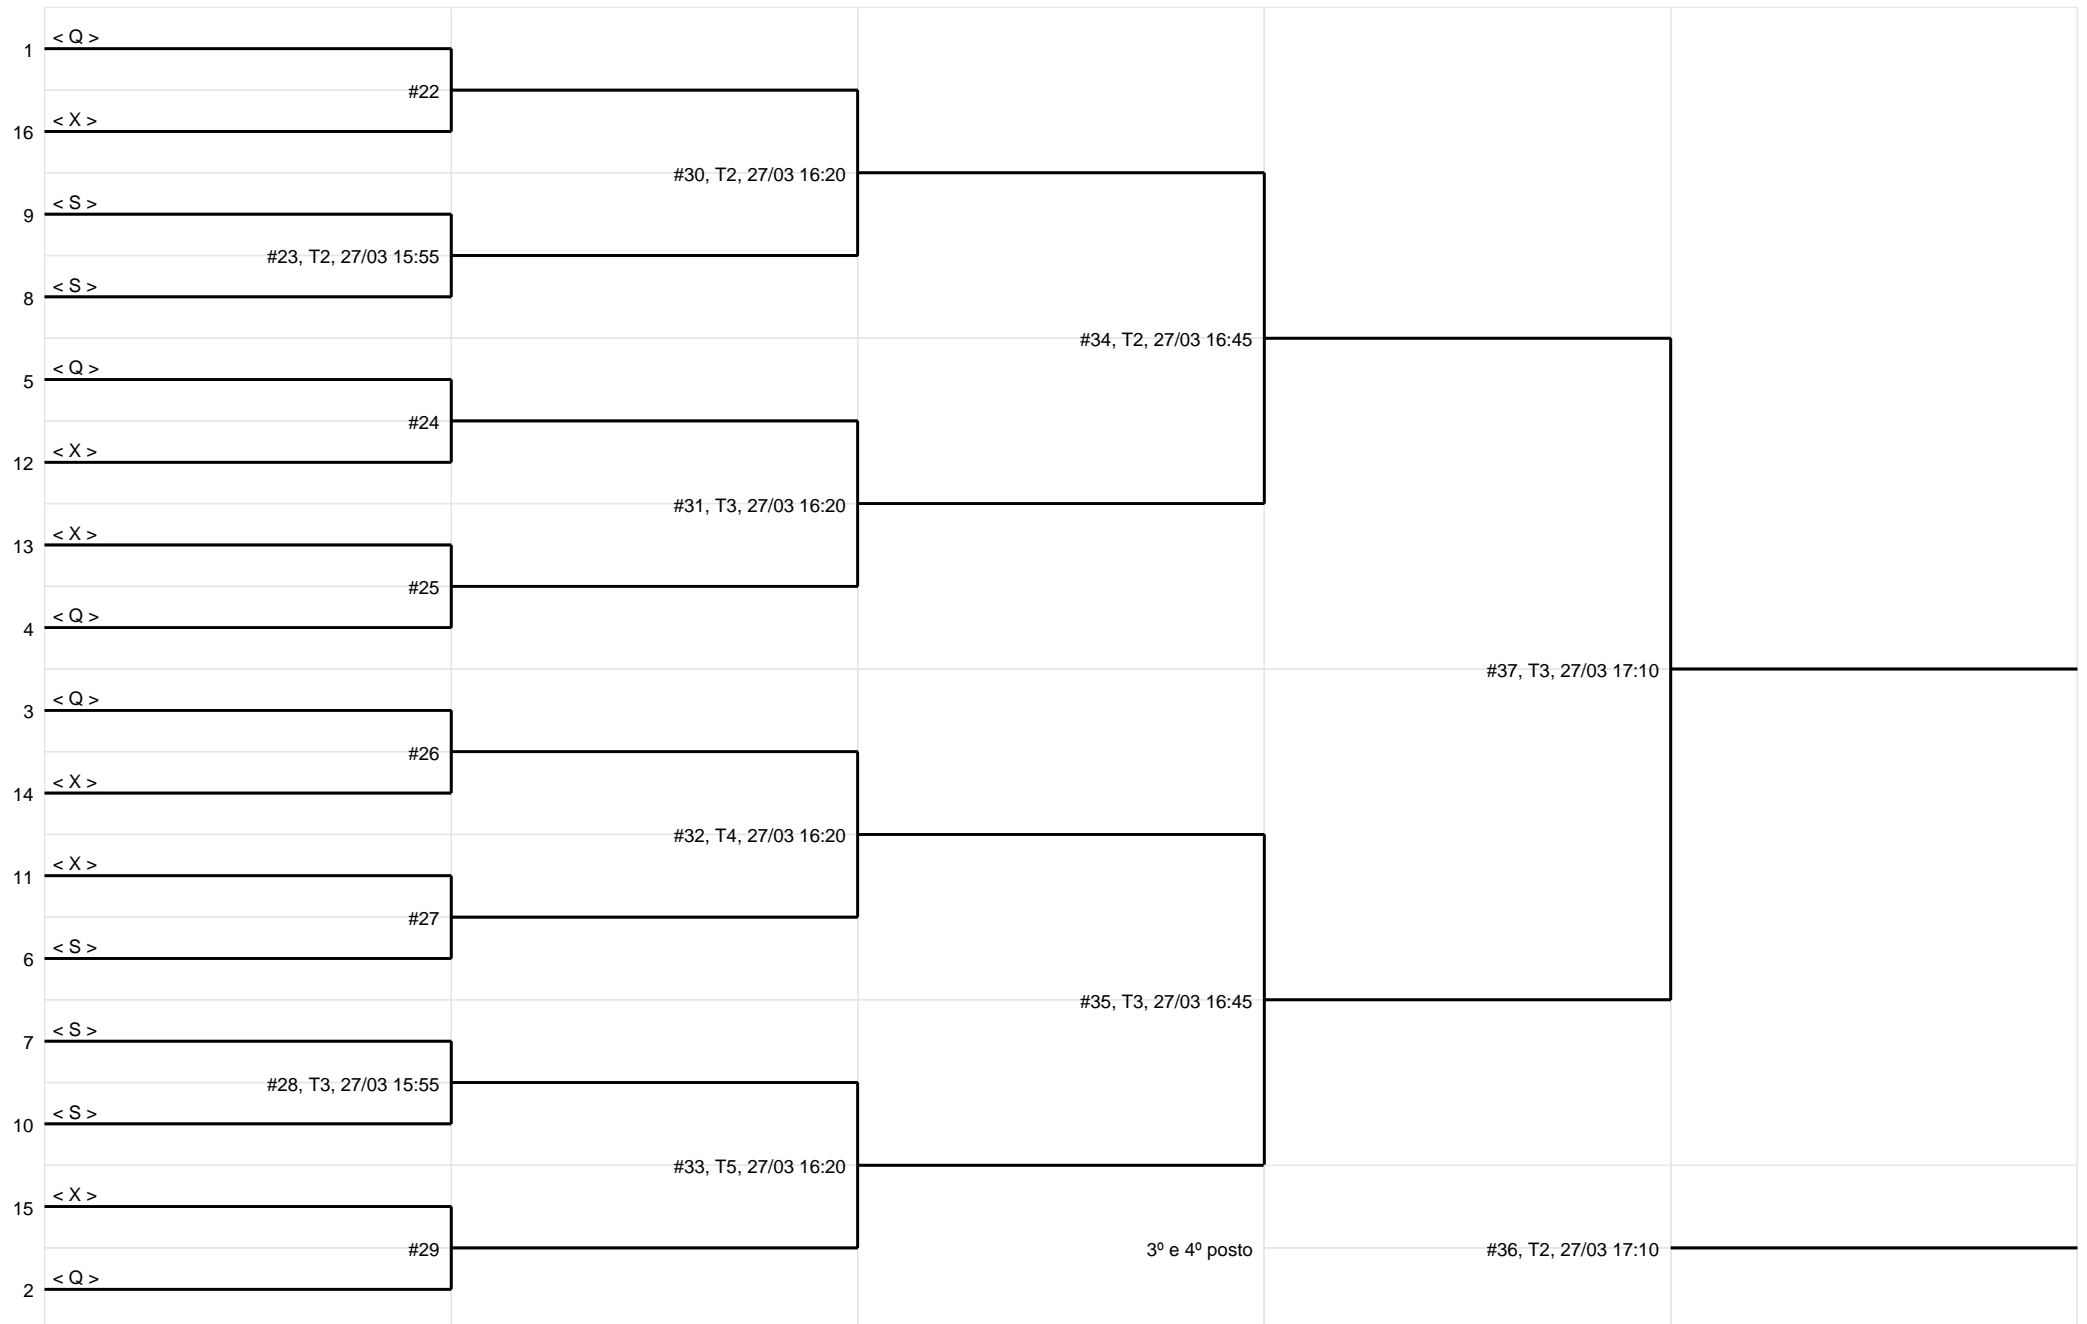 < Q >
1
#22
< X >
16
#30, T2, 27/03 16:20
< S >
9
#23, T2, 27/03 15:55
< S >
8
#34, T2, 27/03 16:45
< Q >
5
#24
< X >
12
#31, T3, 27/03 16:20
< X >
13
#25
< Q >
4
#37, T3, 27/03 17:10
< Q >
3
#26
< X >
14
#32, T4, 27/03 16:20
< X >
11
#27
< S >
6
#35, T3, 27/03 16:45
< S >
7
#28, T3, 27/03 15:55
< S >
10
#33, T5, 27/03 16:20
< X >
15
#29
3º e 4º posto
#36, T2, 27/03 17:10
< Q >
2